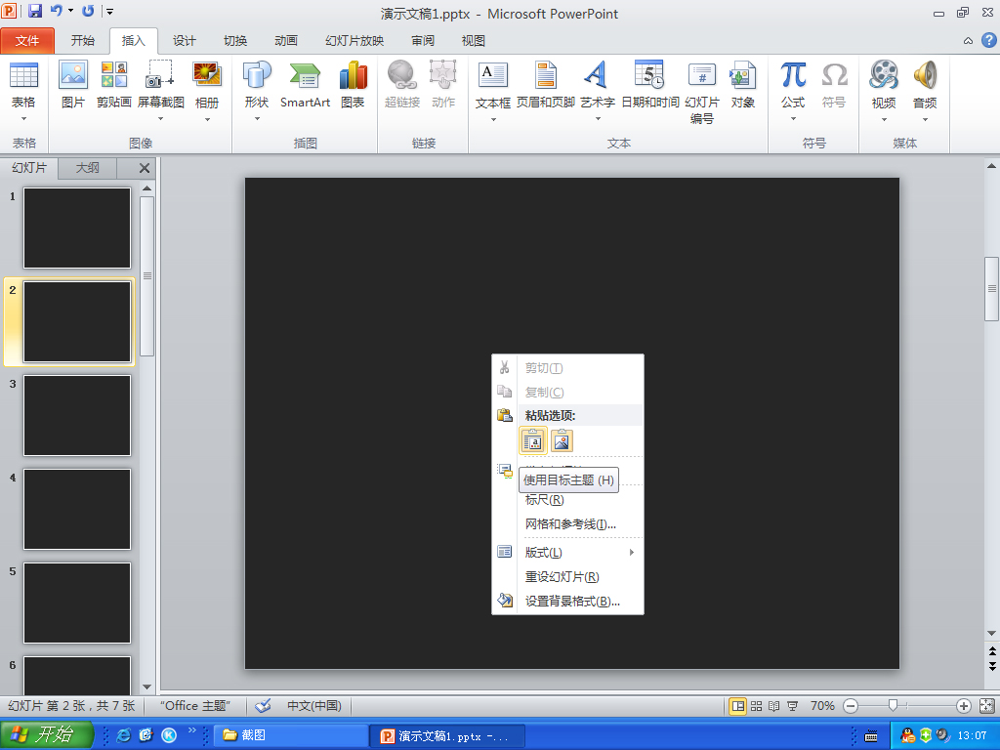 演示文稿1.pptx - Microsoft PowerPoint
文件 开始 插入 设计 切换 动画 幻灯片放映 审阅 视图
表格 图片 剪贴画 屏幕截图 相册 形状 SmartArt 图表 超链接 动作 文本框 页眉和页脚 艺术字 日期和时间 幻灯片编号 对象 公式 符号 视频 音频
表格 图像 插图 链接 文本 符号 媒体
幻灯片 大纲
1
2
3
4
5
6
剪切(T)
复制(C)
粘贴选项:
使用目标主题 (H)
标尺(R)
网格和参考线(I)...
版式(L)
重设幻灯片(R)
设置背景格式(B)...
幻灯片 第 2 张，共 7 张 "Office 主题" 中文(中国) 70%
开始 截图 演示文稿1.pptx -... 13:07